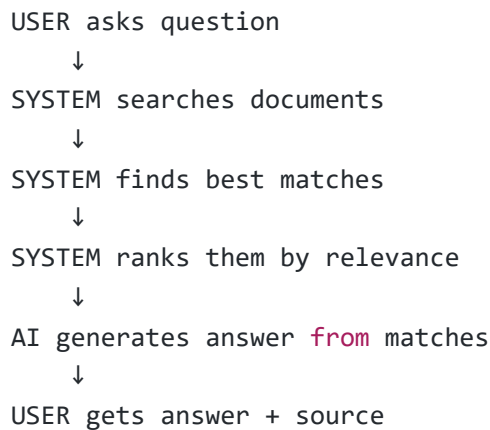 USER asks question
↓
SYSTEM searches documents
↓
SYSTEM finds best matches
↓
SYSTEM ranks them by relevance
↓
AI generates answer from matches
↓
USER gets answer + source